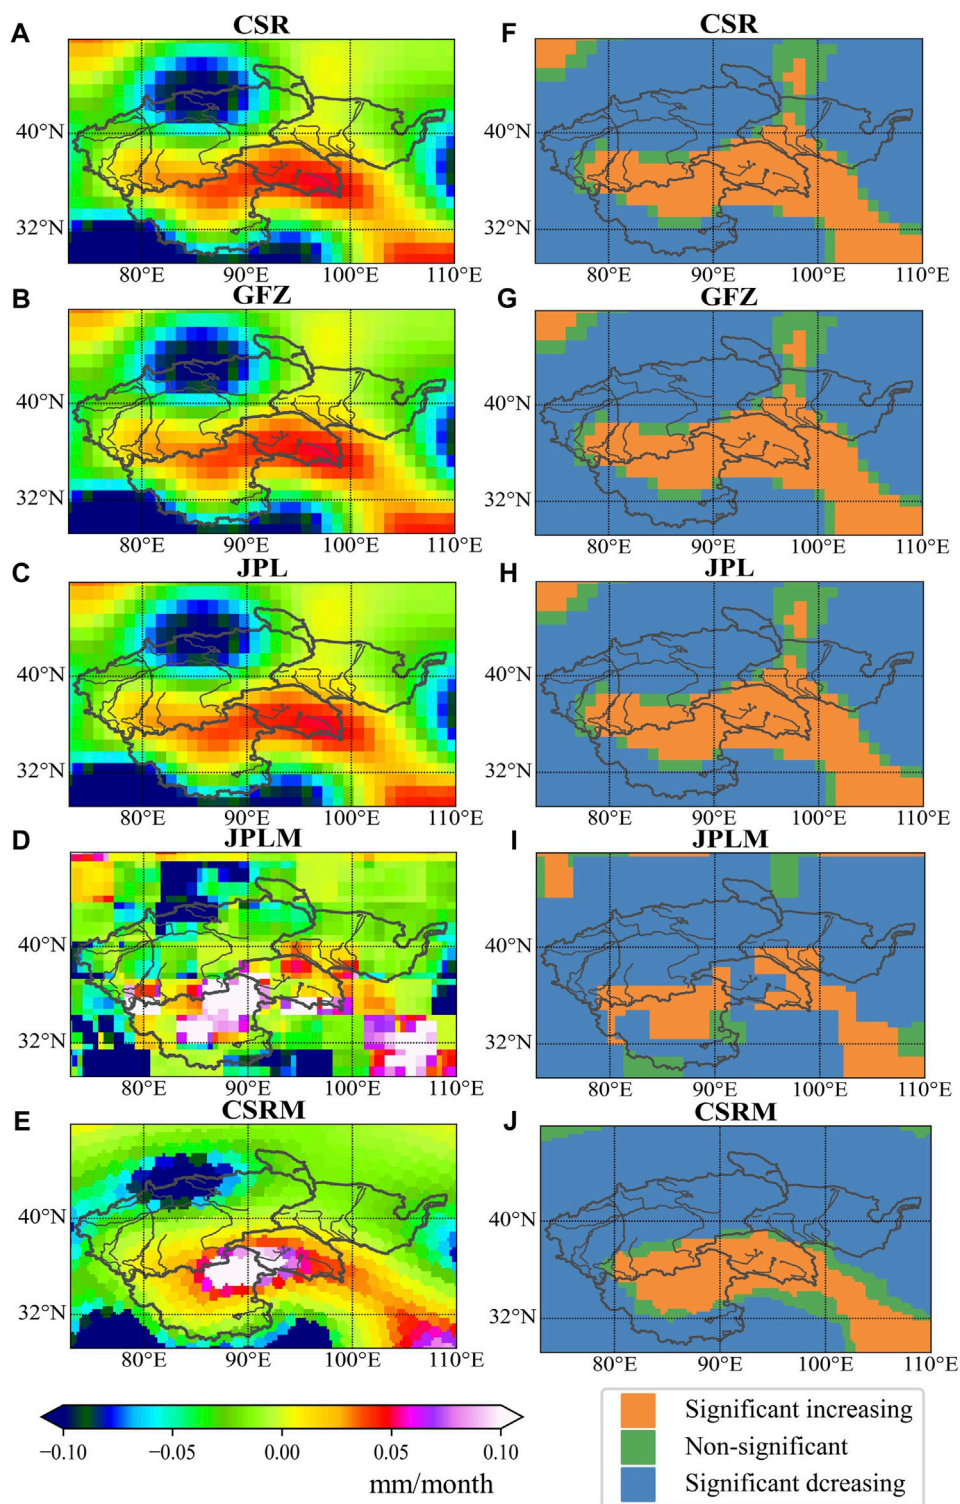 A CSR
40°N
32°N
80°E 90°E 100°E 110°E
F CSR
40°N
32°N
80°E 90°E 100°E 110°E
B GFZ
40°N
32°N
80°E 90°E 100°E 110°E
G GFZ
40°N
32°N
80°E 90°E 100°E 110°E
C JPL
40°N
32°N
80°E 90°E 100°E 110°E
H JPL
40°N
32°N
80°E 90°E 100°E 110°E
D JPLM
40°N
32°N
80°E 90°E 100°E 110°E
I JPLM
40°N
32°N
80°E 90°E 100°E 110°E
E CSRM
40°N
32°N
80°E 90°E 100°E 110°E
J CSRM
40°N
32°N
80°E 90°E 100°E 110°E
−0.10 −0.05 0.00 0.05 0.10
mm/month
Significant increasing
Non-significant
Significant dcreasing